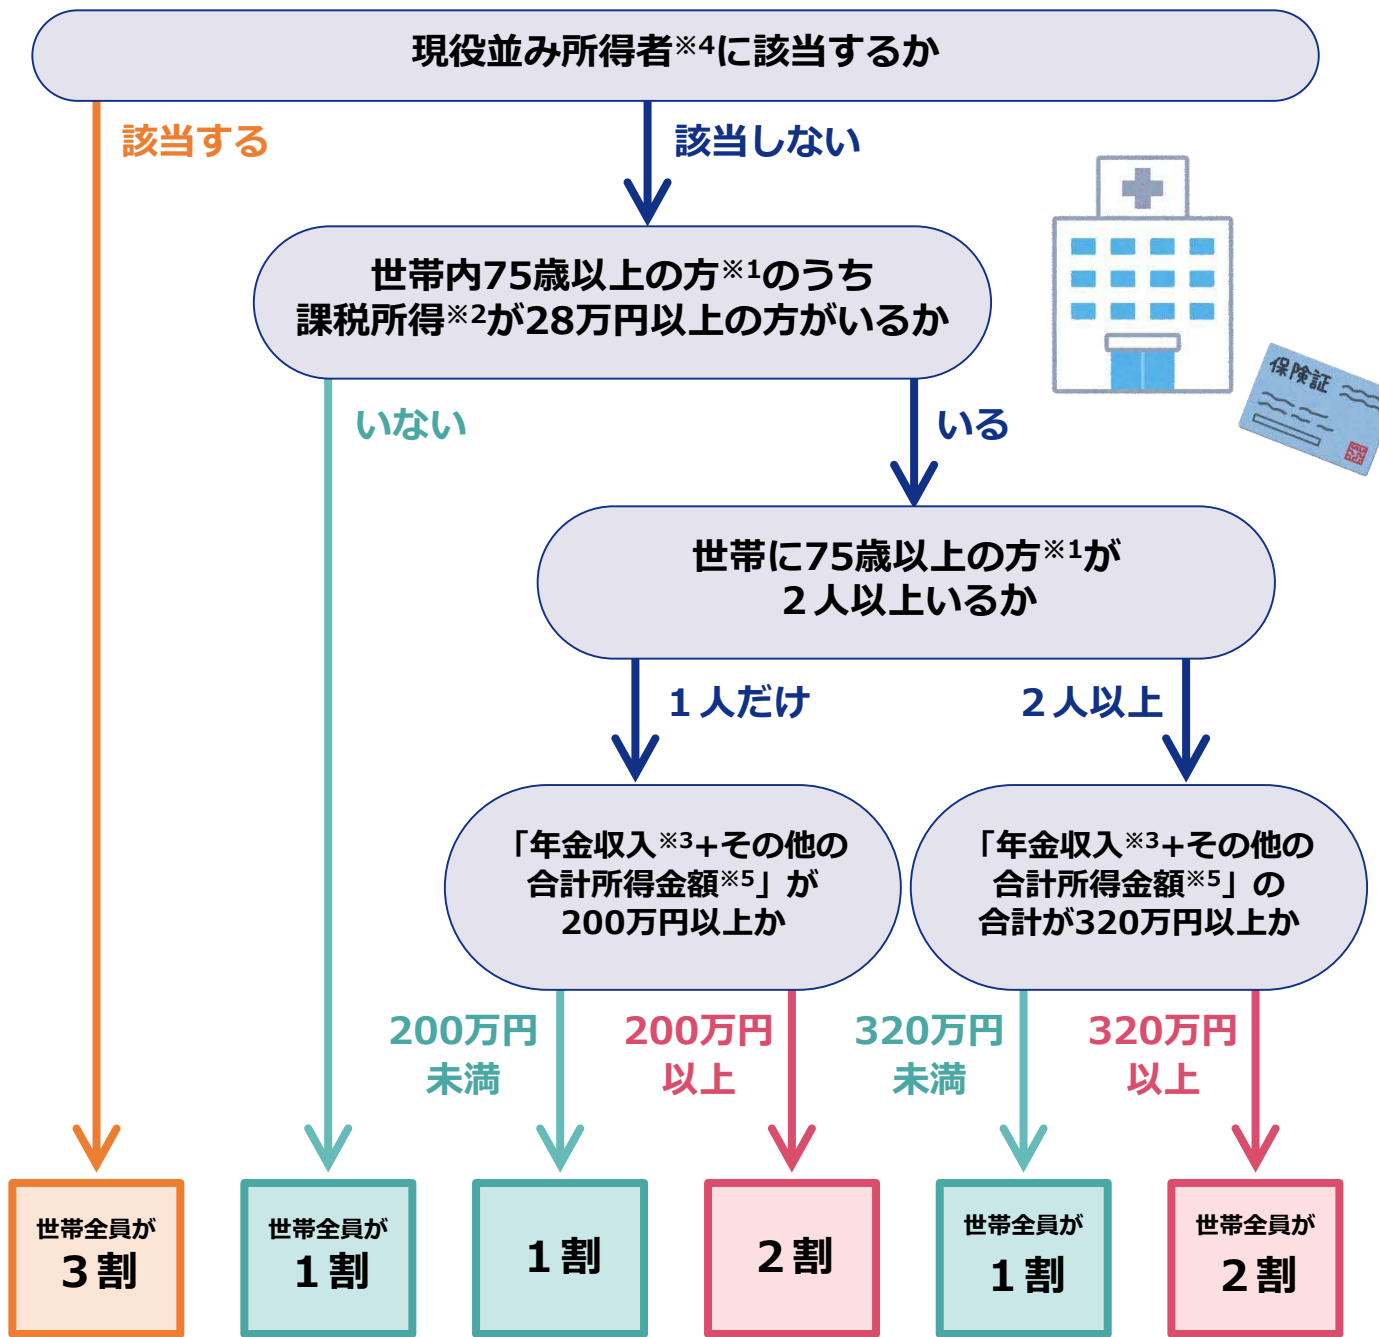 現役並み所得者※4に該当するか
該当する
該当しない
世帯内75歳以上の方※1のうち
課税所得※2が28万円以上の方がいるか
保険証
いない
いる
世帯に75歳以上の方※1が
２人以上いるか
１人だけ
２人以上
「年金収入※3+その他の
合計所得金額※5」が
200万円以上か
「年金収入※3+その他の
合計所得金額※5」の
合計が320万円以上か
200万円
未満
200万円
以上
320万円
未満
320万円
以上
世帯全員が
３割
世帯全員が
１割
１割
２割
世帯全員が
１割
世帯全員が
２割